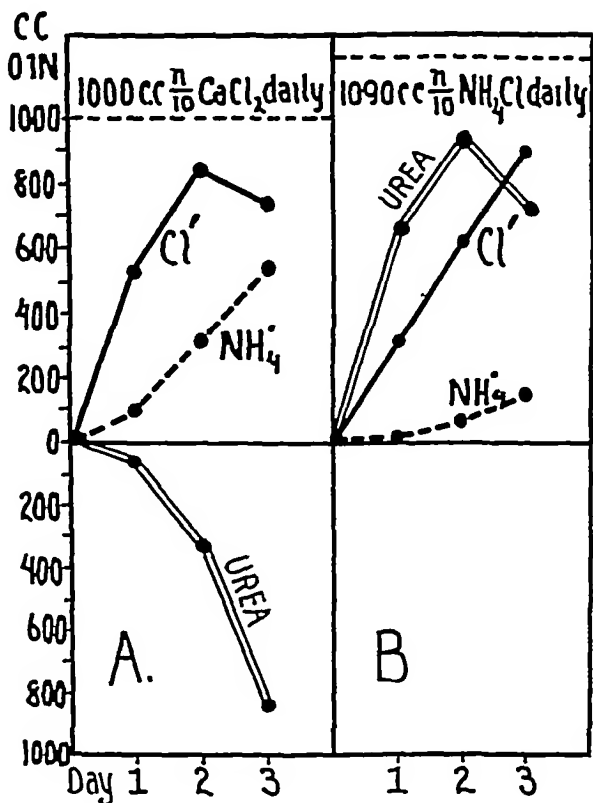 CC
01N
1000cc n/10 CaCl2 daily
1090cc n/10 NH4Cl daily
1000
800
600
400
200
0
200
400
600
800
1000
Cl'
NH4·
UREA
A.
UREA
Cl'
NH4·
B
Day 1 2 3
1 2 3